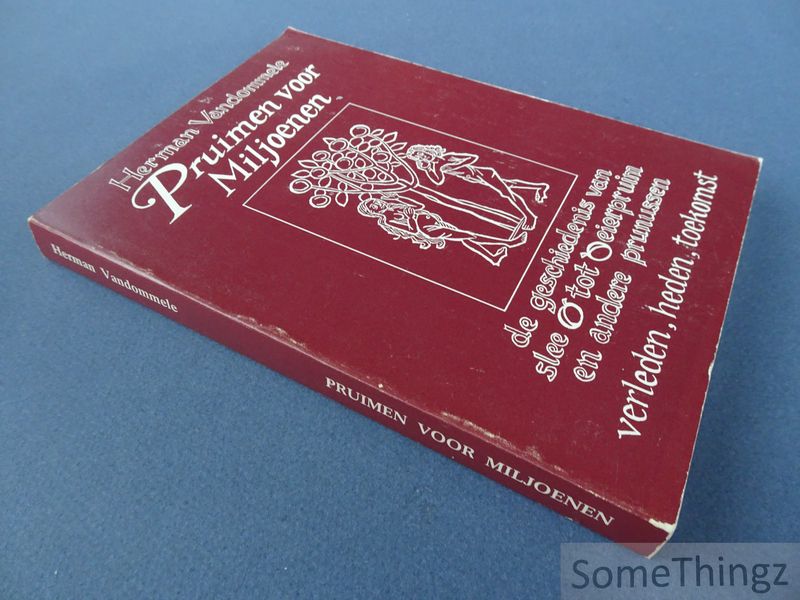 Herman Vandommele
Pruimen voor
Miljoenen
de geschiedenis van
slee tot eierpruim
en andere prunussen
verleden, heden, toekomst
Herman Vandommele
PRUIMEN VOOR MILJOENEN
SomeThingz